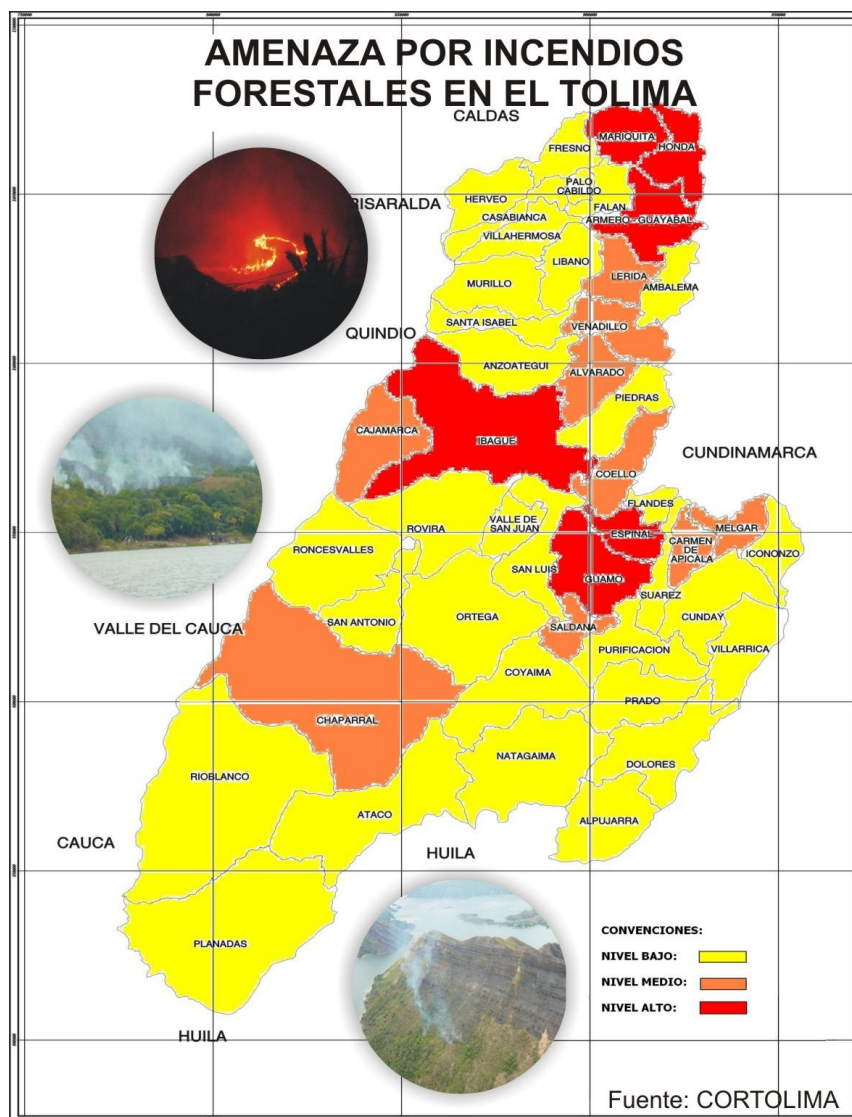 AMENAZA POR INCENDIOS
FORESTALES EN EL TOLIMA
CALDAS
MARIQUITA
HONDA
FRESNO
PALO
CABILDO
HERVEO
RISARALDA
FALAN
CASABIANCA
ARMERO - GUAYABAL
VILLAHERMOSA
LIBANO
LERIDA
MURILLO
AMBALEMA
SANTA ISABEL
VENADILLO
QUINDIO
ANZOATEGUI
ALVARADO
PIEDRAS
CAJAMARCA
IBAGUE
CUNDINAMARCA
COELLO
FLANDES
ROVIRA
VALLE DE
SAN JUAN
ESPINAL
MELGAR
CARMEN
DE
APICALA
RONCESVALLES
ICONONZO
SAN LUIS
GUAMO
SUAREZ
VALLE DEL CAUCA
SAN ANTONIO
ORTEGA
CUNDAY
SALDANA
PURIFICACION
VILLARRICA
COYAIMA
PRADO
CHAPARRAL
NATAGAIMA
RIOBLANCO
DOLORES
ATACO
ALPUJARRA
CAUCA
HUILA
PLANADAS
HUILA
CONVENCIONES:
NIVEL BAJO:
NIVEL MEDIO:
NIVEL ALTO:
Fuente: CORTOLIMA